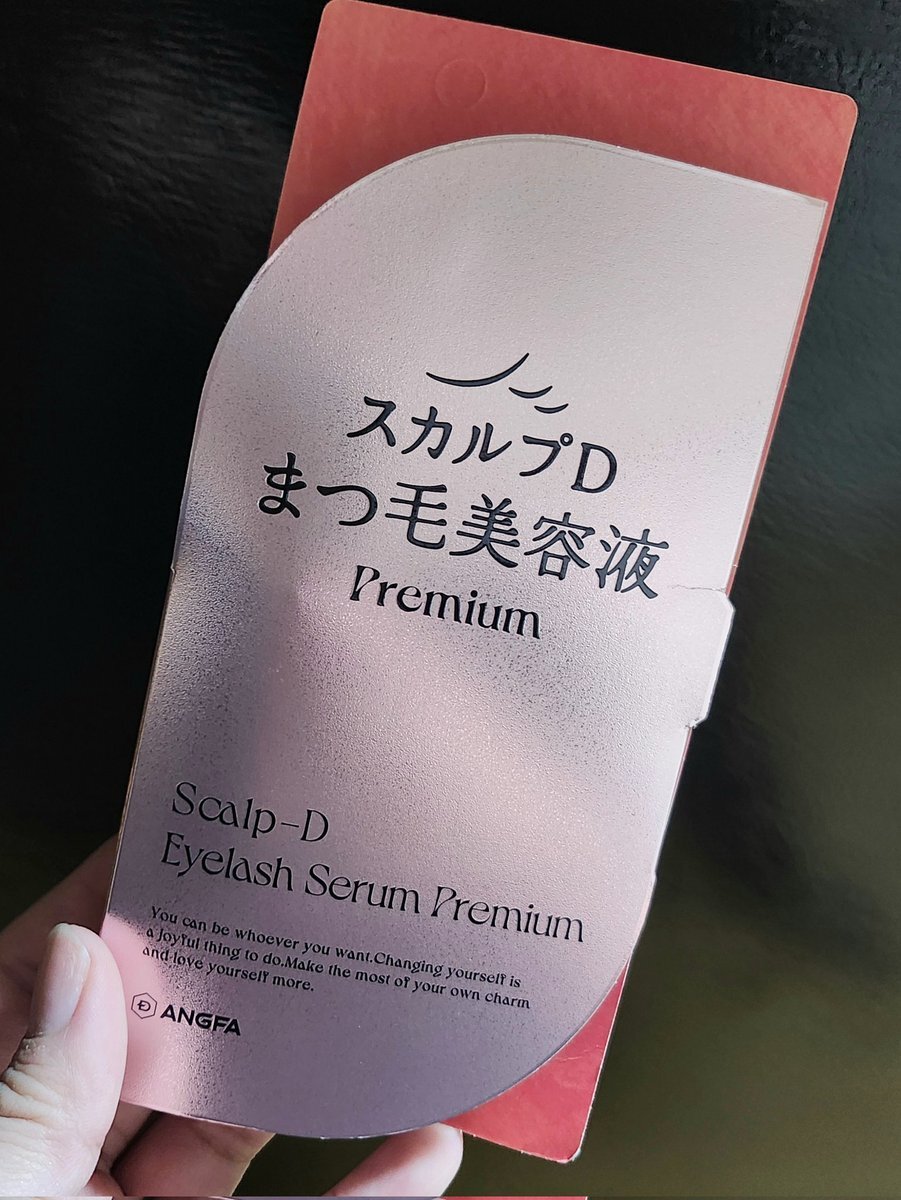 スカルプD
まつ毛美容液
Premium
Scalp-D
Eyelash Serum Premium
You can be whoever you want.Changing yourself is
a joyful thing to do.Make the most of your own charm
and love yourself more.
ANGFA